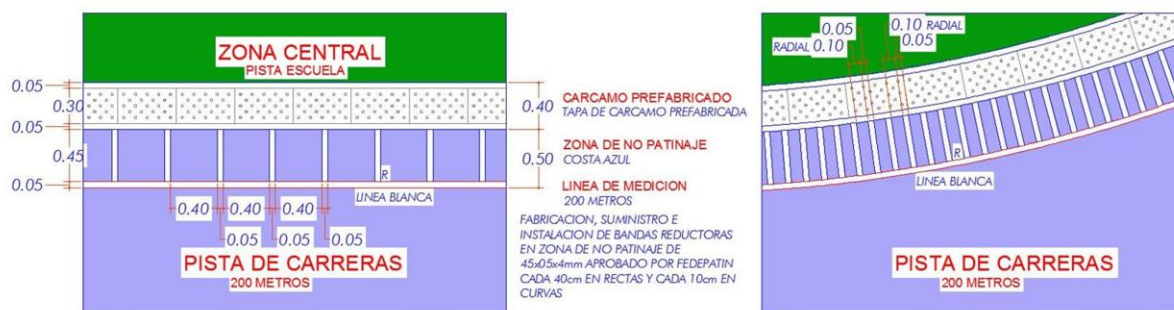 ZONA CENTRAL
PISTA ESCUELA
0.05
0.30
0.05
0.45
0.05
0.40
0.50
R
LINEA BLANCA
0.40
0.40
0.40
0.05
0.05
0.05
PISTA DE CARRERAS
200 METROS
CARCAMO PREFABRICADO
TAPA DE CARCAMO PREFABRICADA
ZONA DE NO PATINAJE
COSTA AZUL
LINEA DE MEDICION
200 METROS
FABRICACION, SUMINISTRO E
INSTALACION DE BANDAS REDUCTORAS
EN ZONA DE NO PATINAJE DE
45x05x4mm APROBADO POR FEDEPATIN
CADA 40cm EN RECTAS Y CADA 10cm EN
CURVAS
0.05
RADIAL 0.10
0.10 RADIAL
0.05
R
LINEA BLANCA
PISTA DE CARRERAS
200 METROS